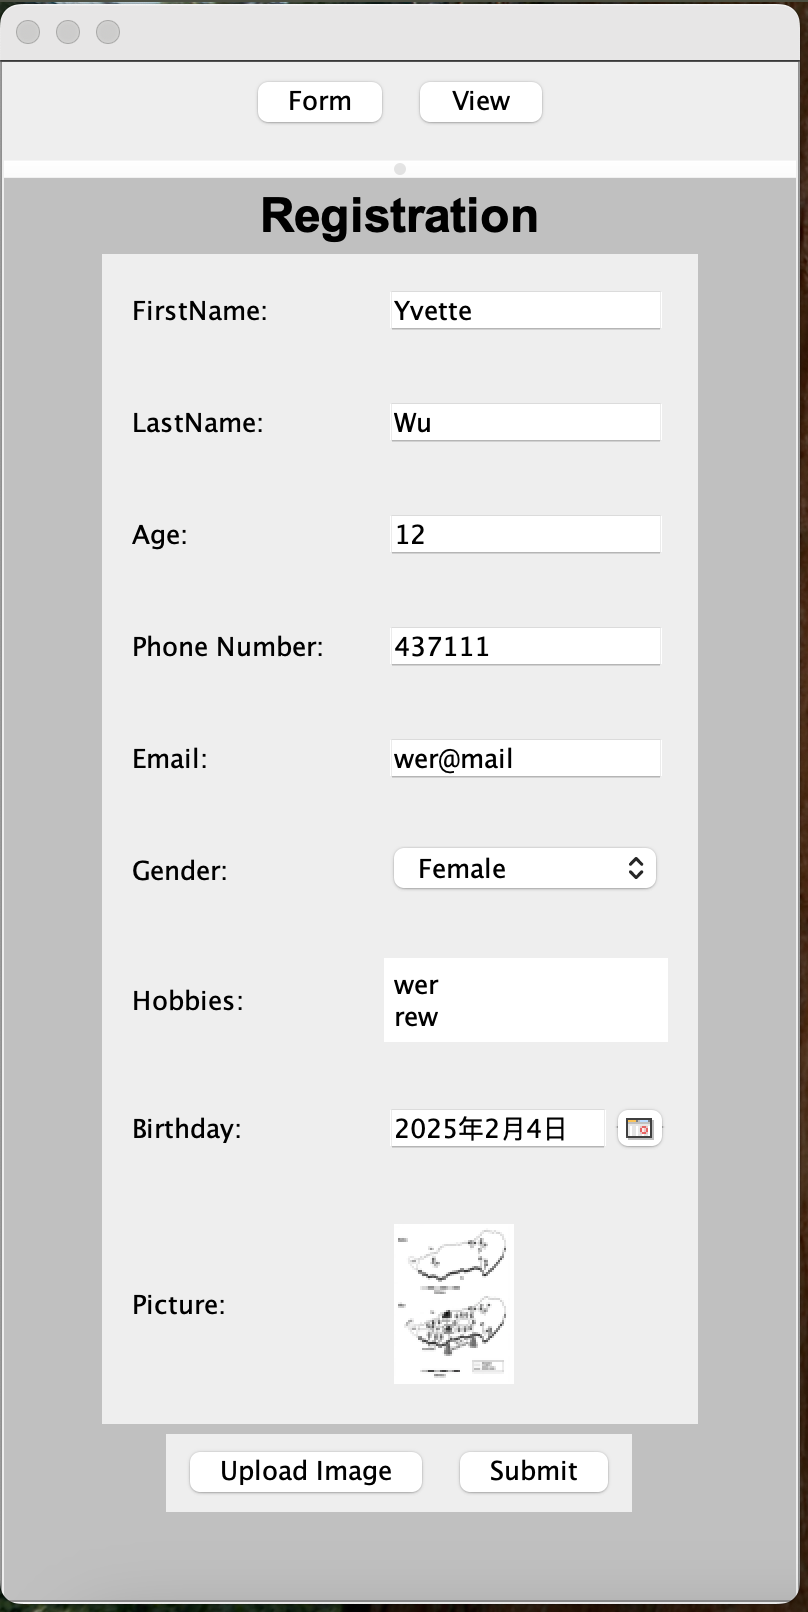 Form View
Registration
FirstName: Yvette
LastName: Wu
Age: 12
Phone Number: 437111
Email: wer@mail
Gender: Female
Hobbies: wer
rew
Birthday: 2025年2月4日
Picture:
Upload Image Submit